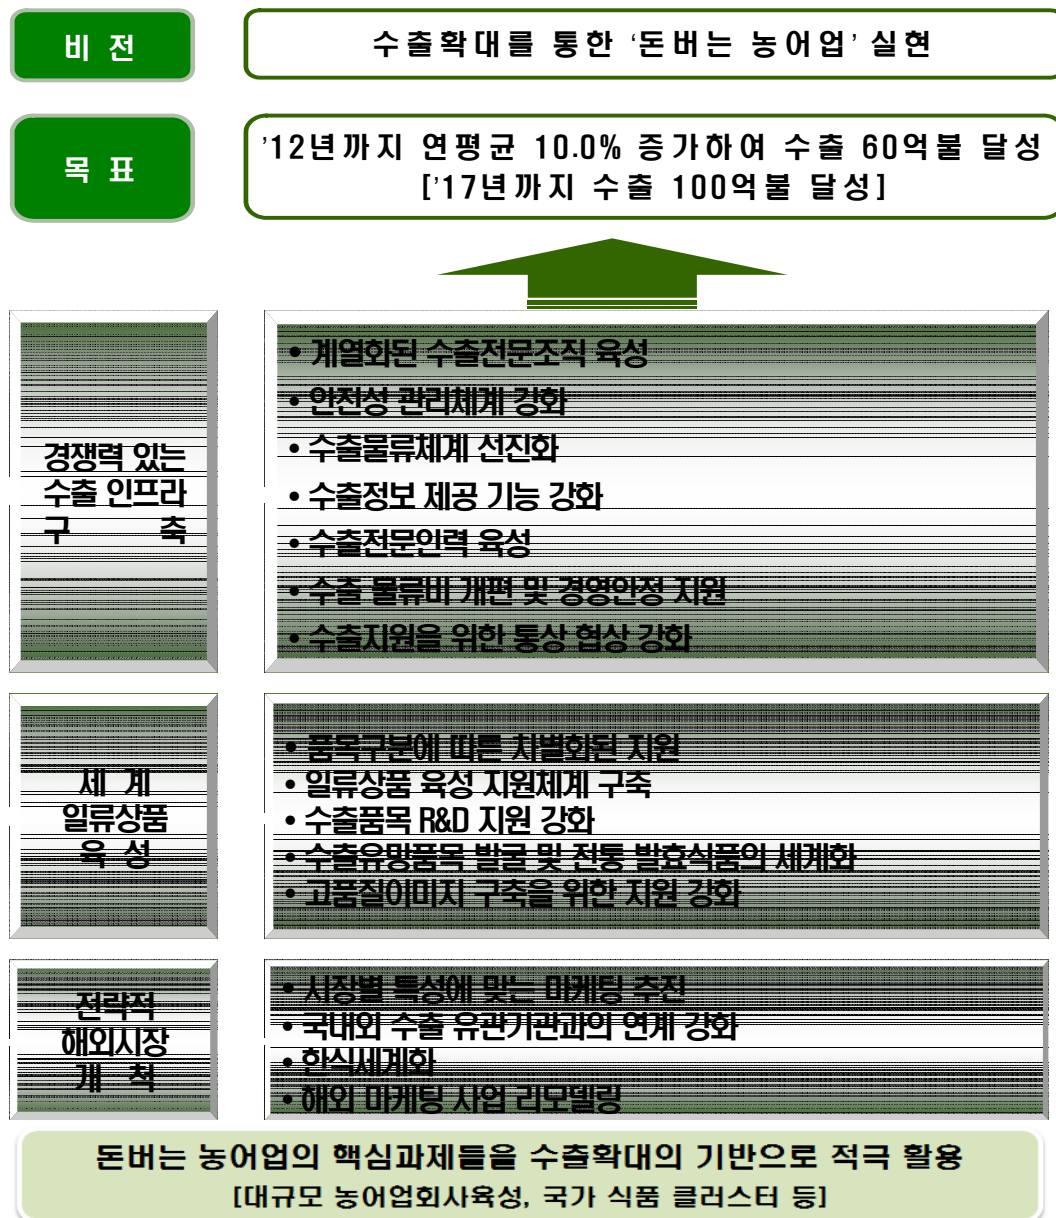 비 전
수출확대를 통한 ‘돈버는 농어업’ 실현
목 표
’12년까지 연평균 10.0% 증가하여 수출 60억불 달성
[’17년까지 수출 100억불 달성]
경쟁력 있는
수출 인프라
구 축
• 계열화된 수출전문조직 육성
• 안전성 관리체계 강화
• 수출물류체계 선진화
• 수출정보 제공 기능 강화
• 수출전문인력 육성
• 수출 물류비 개편 및 경영안정 지원
• 수출지원을 위한 통상 협상 강화
세 계
일류상품
육 성
• 품목구분에 따른 차별화된 지원
• 일류상품 육성 지원체계 구축
• 수출품목 R&D 지원 강화
• 수출유망품목 발굴 및 전통 발효식품의 세계화
• 고품질이미지 구축을 위한 지원 강화
전략적
해외시장
개 척
• 시장별 특성에 맞는 마케팅 추진
• 국내외 수출 유관기관과의 연계 강화
• 한식세계화
• 해외 마케팅 사업 리모델링
돈버는 농어업의 핵심과제들을 수출확대의 기반으로 적극 활용
[대규모 농어업회사육성, 국가 식품 클러스터 등]